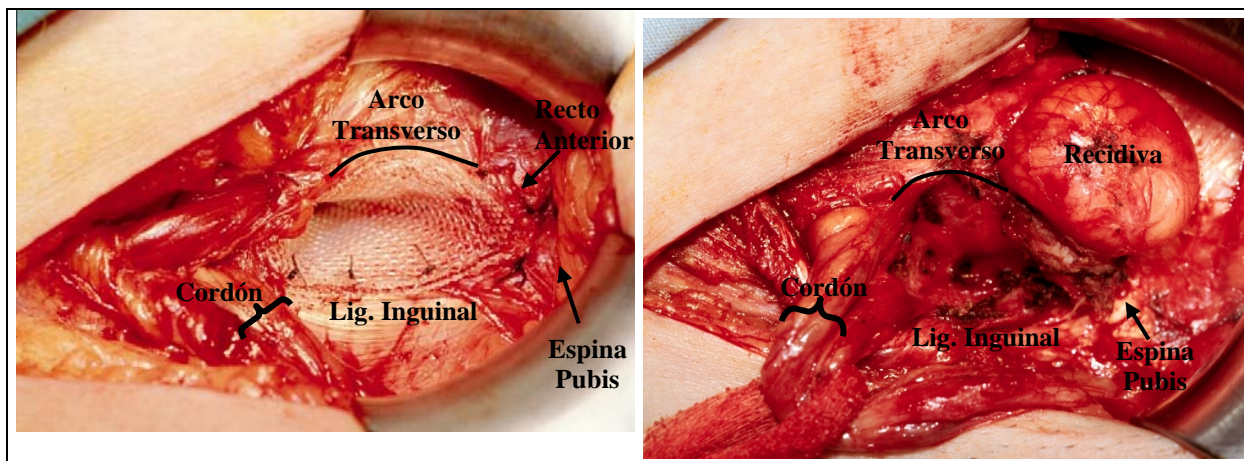 Arco
Transverso
Recto
Anterior
Cordón
Lig. Inguinal
Espina
Pubis
Arco
Transverso
Recidiva
Cordón
Lig. Inguinal
Espina
Pubis